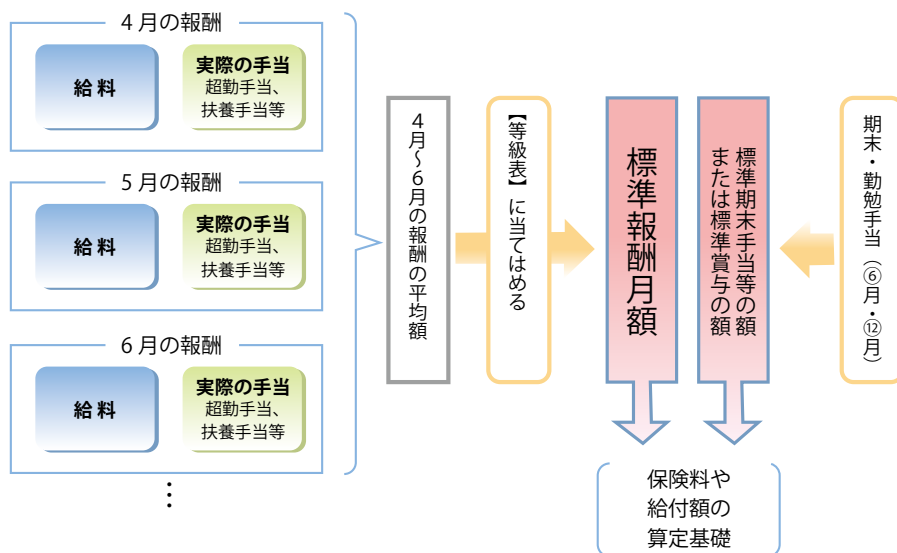 4月の報酬
給料
実際の手当
超勤手当、
扶養手当等
5月の報酬
給料
実際の手当
超勤手当、
扶養手当等
6月の報酬
給料
実際の手当
超勤手当、
扶養手当等
⋮
4月〜6月の報酬の平均額
【等級表】に当てはめる
標準報酬月額
標準期末手当等の額
または標準賞与の額
期末・勤勉手当（⑥月・⑫月）
保険料や
給付額の
算定基礎